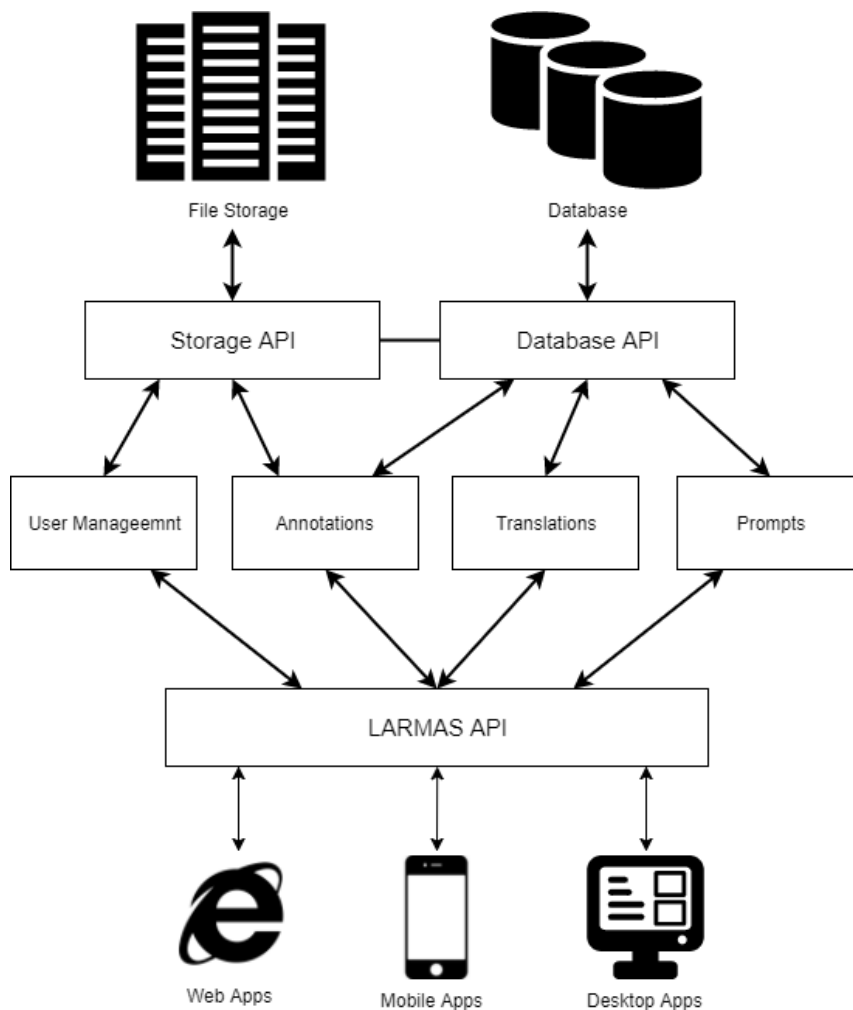 File Storage
Database
Storage API
Database API
User Manageemnt
Annotations
Translations
Prompts
LARMAS API
Web Apps
Mobile Apps
Desktop Apps